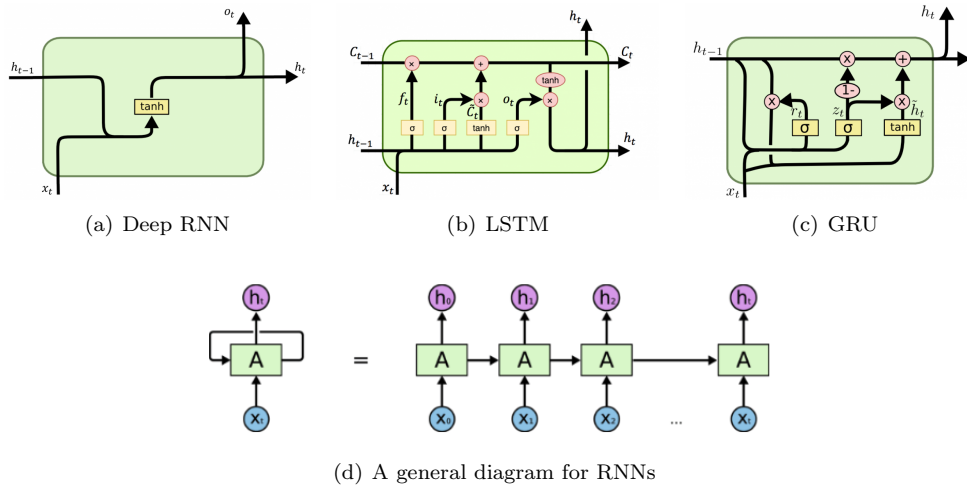 o_t
h_{t-1}
tanh
h_t
x_t
(a) Deep RNN
h_t
C_{t-1}
C_t
×
+
tanh
f_t
i_t
×
C̃_t
o_t
×
σ
σ
tanh
σ
h_{t-1}
h_t
x_t
(b) LSTM
h_t
h_{t-1}
x
+
1-
x
r_t
z_t
x
h̃_t
σ
σ
tanh
x_t
(c) GRU
h_t h_0 h_1 h_2 h_t
A = A A A A
x_t x_0 x_1 x_2 ... x_t
(d) A general diagram for RNNs